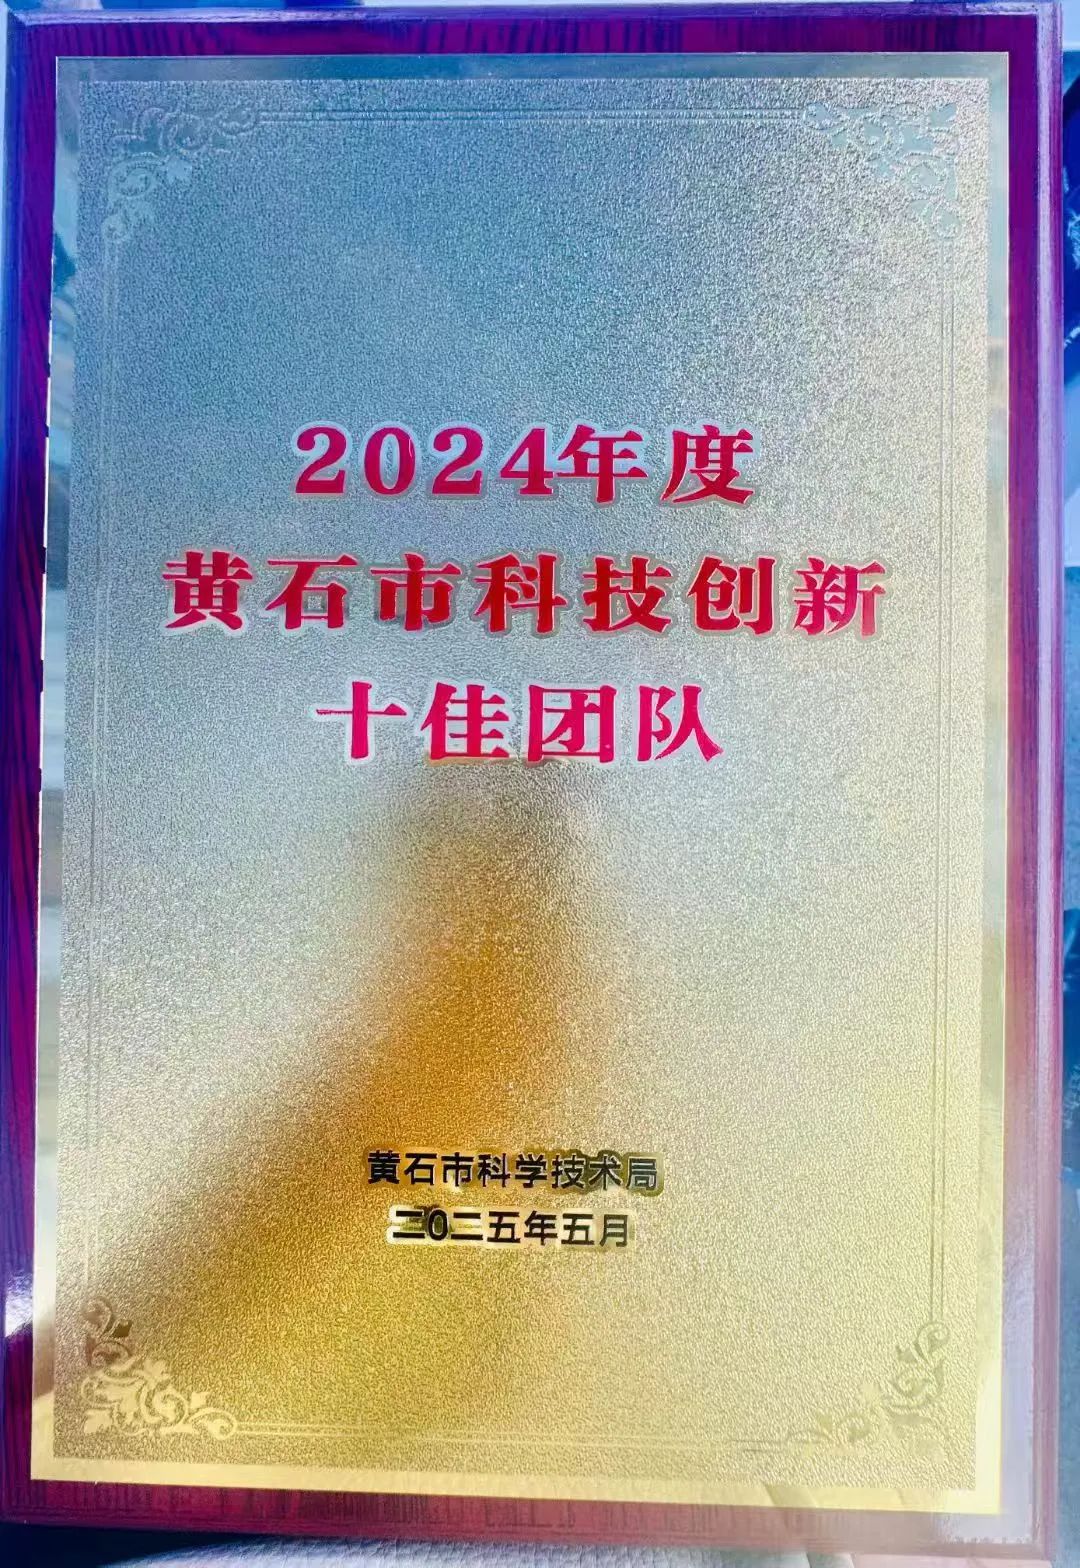 2024年度
黄石市科技创新
十佳团队
黄石市科学技术局
二0二五年五月